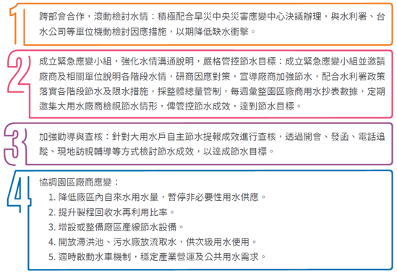 1
跨部會合作，滾動檢討水情：積極配合旱災中央災害應變中心決議辦理，與水利署、台
水公司等單位機動檢討因應措施，以期降低缺水衝擊。
2
成立緊急應變小組，強化水情溝通說明，嚴格管控節水目標：成立緊急應變小組並邀請
廠商及相關單位說明各階段水情，研商因應對策，宣導廠商加強節水，配合水利署政策
落實各階段節水及限水措施，採整體總量管制，每週彙整園區廠商用水抄表數據，定期
邀集大用水廠商檢視節水情形，俾管控節水成效，達到節水目標。
3
加強勸導與查核：針對大用水戶自主節水提報成效進行查核，透過開會、發函、電話追
蹤、現地訪視輔導等方式檢討節水成效，以達成節水目標。
4
協調園區廠商應變：
1. 降低廠區內自來水用水量，暫停非必要性用水供應。
2. 提升製程回收水再利用比率。
3. 增設或整備廠區產線節水設備。
4. 開放滯洪池、污水廠放流取水，供次級用水使用。
5. 適時啟動水車機制，穩定產業營運及公共用水需求。